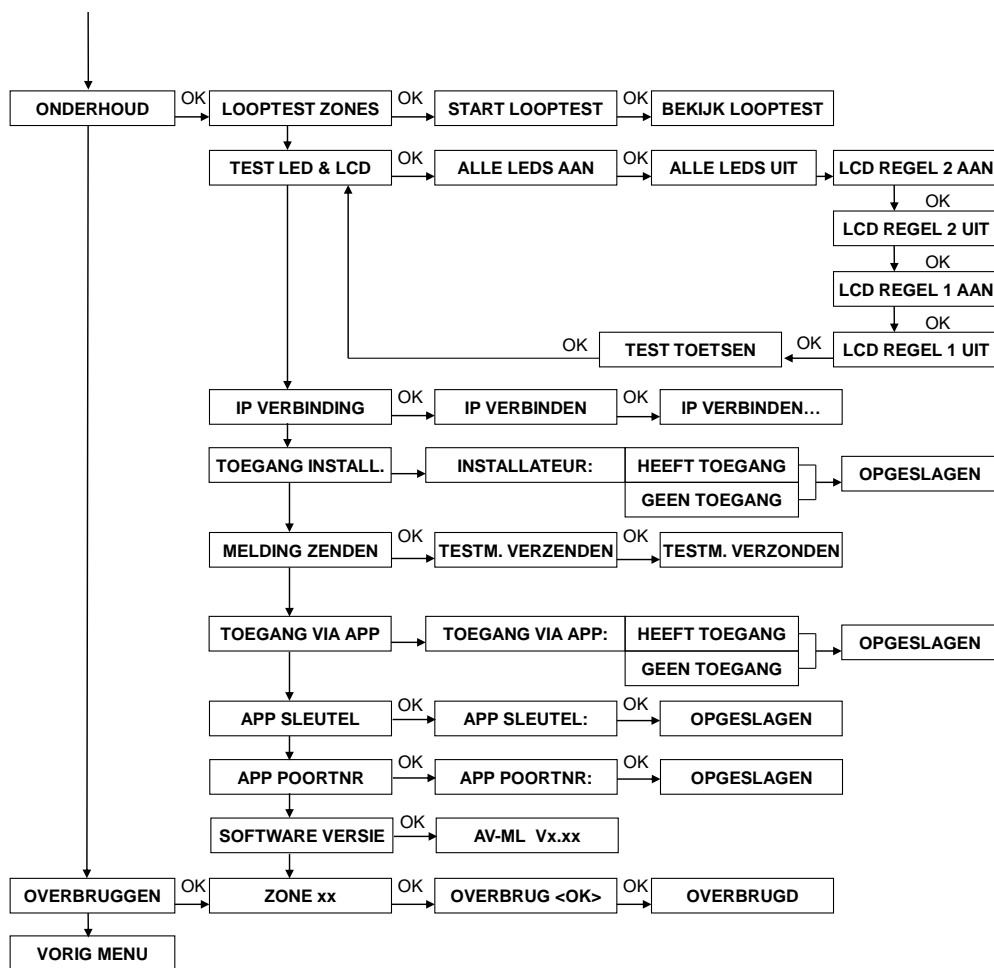 ONDERHOUD OK LOOPTEST ZONES OK START LOOPTEST OK BEKIJK LOOPTEST
TEST LED & LCD OK ALLE LEDS AAN OK ALLE LEDS UIT LCD REGEL 2 AAN
OK
LCD REGEL 2 UIT
OK
LCD REGEL 1 AAN
OK
OK TEST TOETSEN OK LCD REGEL 1 UIT
IP VERBINDING OK IP VERBINDEN OK IP VERBINDEN...
TOEGANG INSTALL. INSTALLATEUR: HEEFT TOEGANG
OPGESLAGEN
GEEN TOEGANG
MELDING ZENDEN OK TESTM. VERZENDEN OK TESTM. VERZONDEN
TOEGANG VIA APP TOEGANG VIA APP: HEEFT TOEGANG
OPGESLAGEN
GEEN TOEGANG
APP SLEUTEL OK APP SLEUTEL: OK OPGESLAGEN
APP POORTNR OK APP POORTNR: OK OPGESLAGEN
SOFTWARE VERSIE OK AV-ML Vx.xx
OVERBRUGGEN OK ZONE xx OK OVERBRUG <OK> OK OVERBRUGD
VORIG MENU